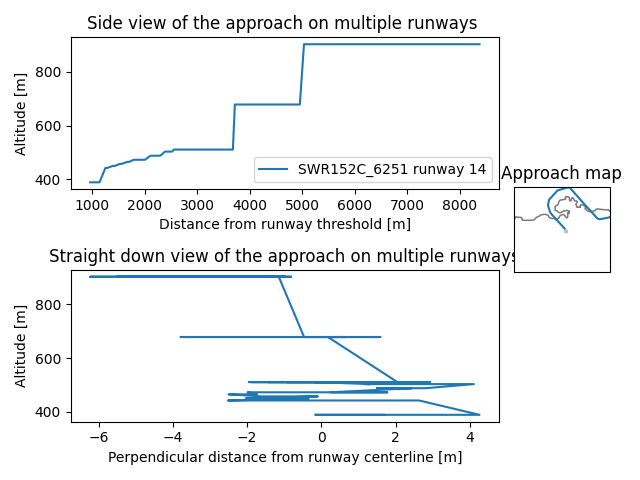 Side view of the approach on multiple runways
Altitude [m]
800
600
400
SWR152C_6251 runway 14
1000 2000 3000 4000 5000 6000 7000 8000
Distance from runway threshold [m]
Approach map
Straight down view of the approach on multiple runways
Altitude [m]
800
600
400
−6 −4 −2 0 2 4
Perpendicular distance from runway centerline [m]